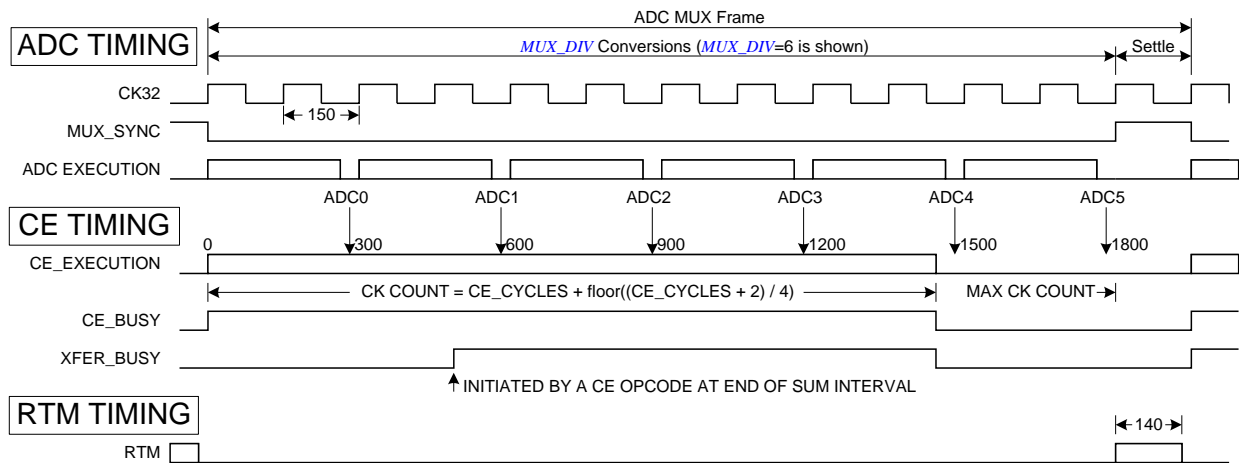 ADC MUX Frame
ADC TIMING
MUX_DIV Conversions (MUX_DIV=6 is shown)
Settle
CK32
150
MUX_SYNC
ADC EXECUTION
ADC0 ADC1 ADC2 ADC3 ADC4 ADC5
CE TIMING
0 300 600 900 1200 1500 1800
CE_EXECUTION
CK COUNT = CE_CYCLES + floor((CE_CYCLES + 2) / 4)
MAX CK COUNT
CE_BUSY
XFER_BUSY
INITIATED BY A CE OPCODE AT END OF SUM INTERVAL
RTM TIMING
140
RTM